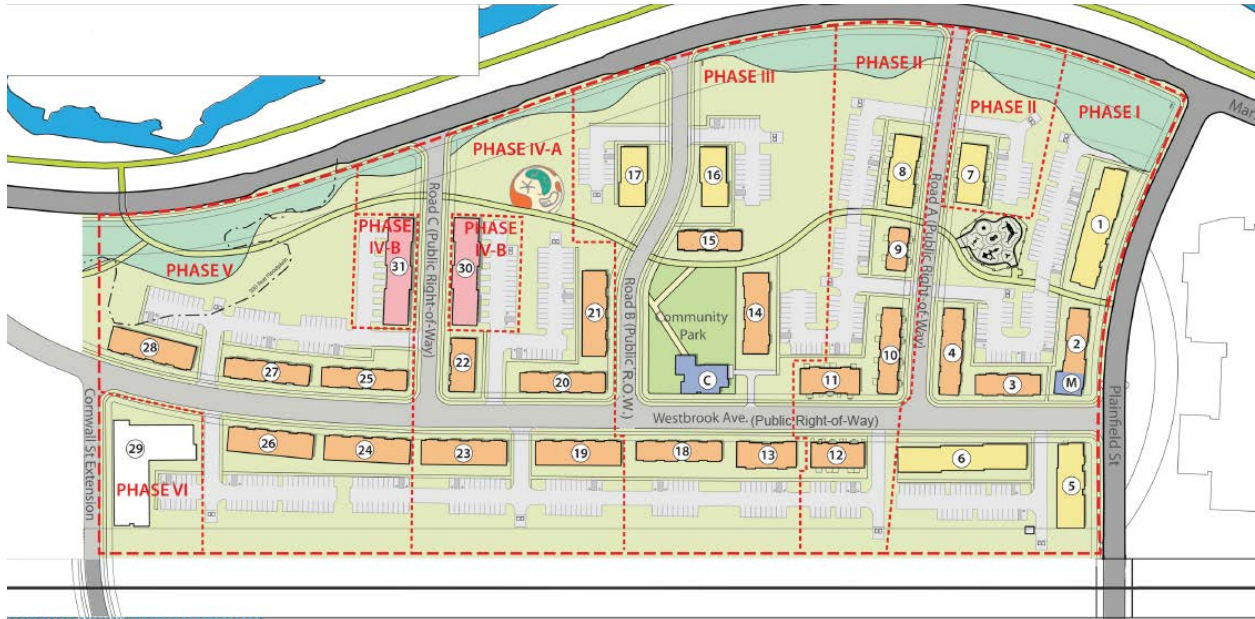 PHASE III
PHASE II
PHASE II
PHASE I
PHASE IV-A
17
16
8
7
1
Road A (Public Right-of-Way)
15
9
PHASE
IV-B
31
Road C (Public Right-of-Way)
PHASE
IV-B
30
PHASE V
21
Road B (Public R.O.W.)
Community
Park
14
10
4
2
28
27
25
22
20
C
11
3
M
Westbrook Ave. (Public Right-of-Way)
Plainfield St
Cornwall St Extension
29
26
24
23
19
18
13
12
6
5
PHASE VI